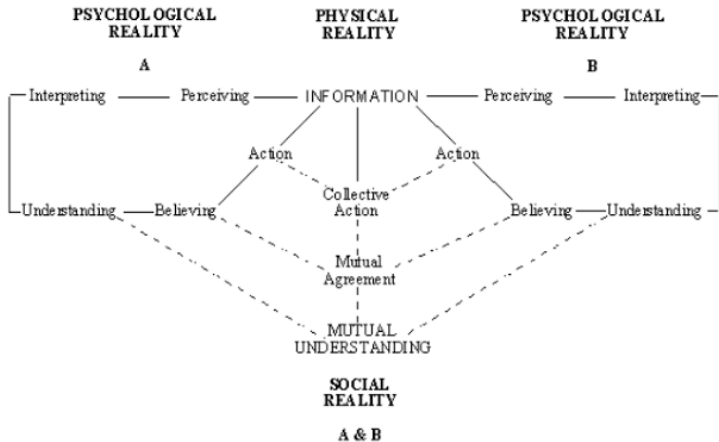 PSYCHOLOGICAL PHYSICAL PSYCHOLOGICAL
REALITY REALITY REALITY
A B
Interpreting Perceiving INFORMATION Perceiving Interpreting
Action Action
Collective
Action
Understanding Believing Believing Understanding
Mutual
Agreement
MUTUAL
UNDERSTANDING
SOCIAL
REALITY
A & B